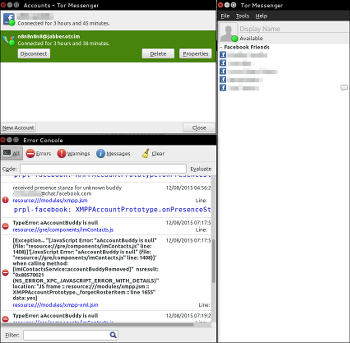 Accounts - Tor Messenger
Connected for 3 hours and 45 minutes.
Connected for 3 hours and 38 minutes.
Disconnect
Delete
Properties
New Account
Close
Error Console
All
Errors
Warnings
Messages
Clear
Code:
Evaluate
prpl-facebook: XMPPAccountPrototype.onPresenceSt
received presence stanza for unknown buddy
12/08/2015 04:56:2
@chat.facebook.com
resource:///modules/xmpp.jsm
Line:
prpl-facebook: XMPPAccountPrototype.onPresenceSt
TypeError: aAccountBuddy is null
12/08/2015 07:17:5
resource://gre/components/imContacts.js
Line:
[Exception... "[JavaScript Error: "aAccountBuddy is null"
{file: "resource://gre/components/imContacts.js" line:
1408}]'[JavaScript Error: "aAccountBuddy is null" {file:
"resource://gre/components/imContacts.js" line: 1408}]'
when calling method:
[imIContactsService::accountBuddyRemoved]" nsresult:
"0x80570021
(NS_ERROR_XPC_JAVASCRIPT_ERROR_WITH_DETAILS)"
location: "JS frame :: resource:///modules/xmpp.jsm ::
XMPPAccountPrototype._forgetRosterItem :: line 1655"
data: yes]
12/08/2015 07:17:5
resource:///modules/xmpp-xml.jsm
Line:
TypeError: aAccountBuddy is null
12/08/2015 07:19:2
Filter:
Tor Messenger
File Tools Help
Display Name
Available
Facebook Friends